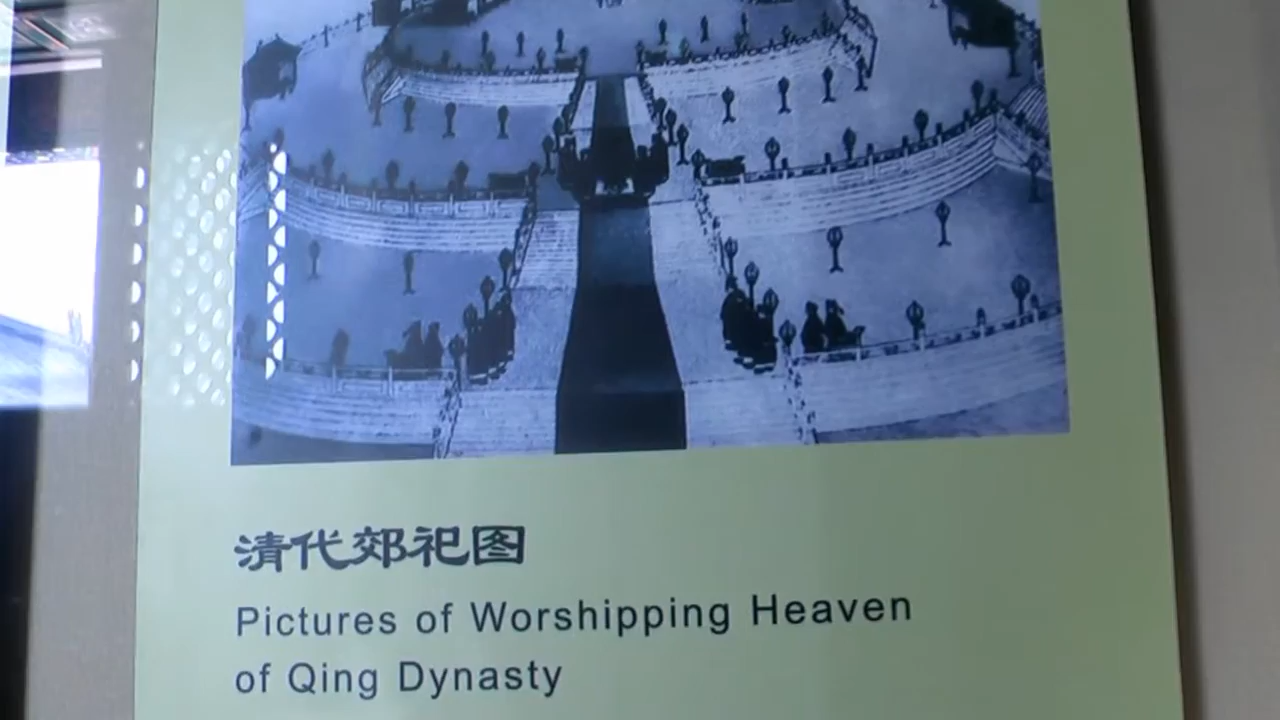 清代郊祀图
Pictures of Worshipping Heaven
of Qing Dynasty